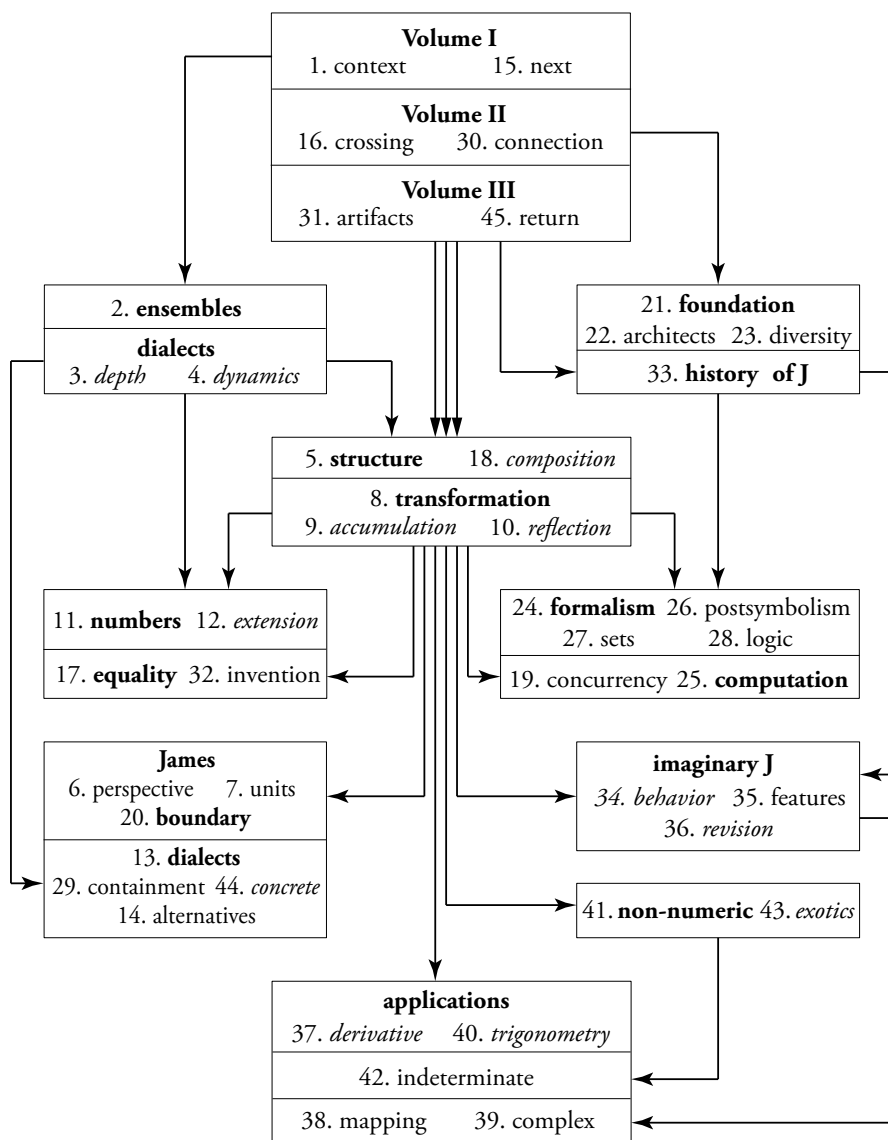 Volume I
1. context 15. next
Volume II
16. crossing 30. connection
Volume III
31. artifacts 45. return
2. ensembles
dialects
3. depth 4. dynamics
21. foundation
22. architects 23. diversity
33. history of J
5. structure 18. composition
8. transformation
9. accumulation 10. reflection
11. numbers 12. extension
17. equality 32. invention
24. formalism 26. postsymbolism
27. sets 28. logic
19. concurrency 25. computation
James
6. perspective 7. units
20. boundary
13. dialects
29. containment 44. concrete
14. alternatives
imaginary J
34. behavior 35. features
36. revision
41. non-numeric 43. exotics
applications
37. derivative 40. trigonometry
42. indeterminate
38. mapping 39. complex